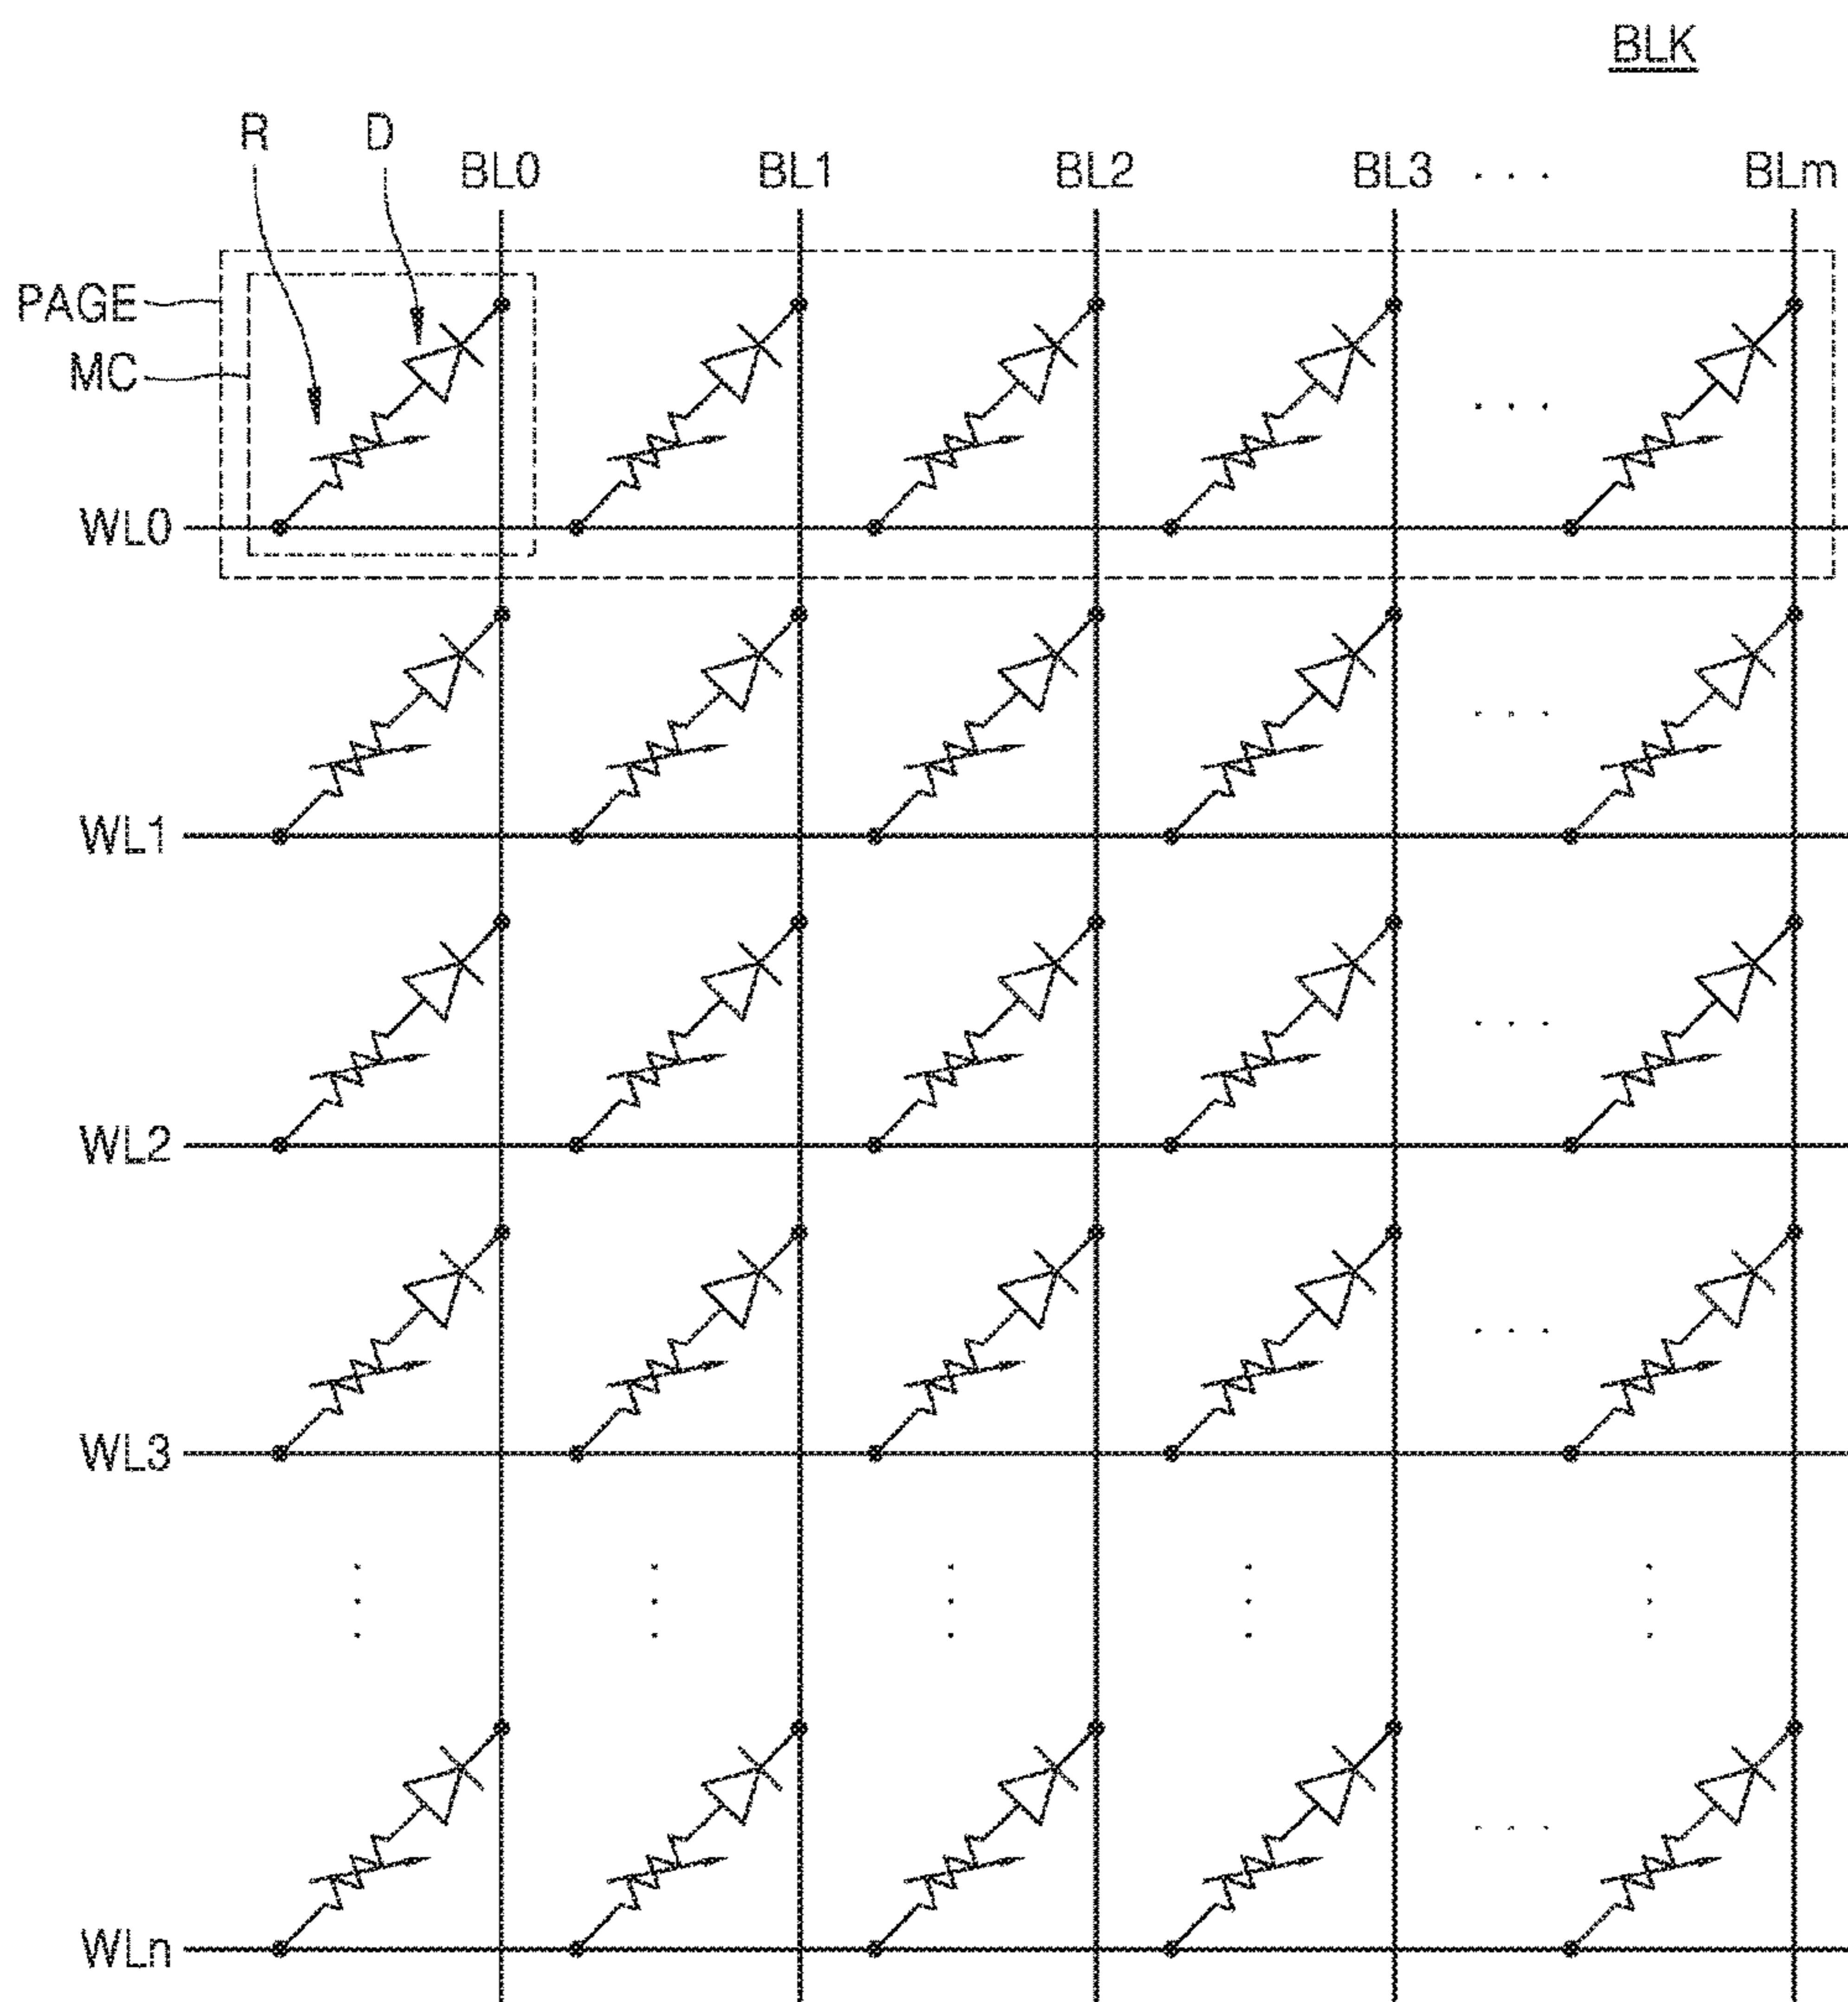 BLK
R D
BL0 BL1 BL2 BL3 . . . BLm
PAGE
MC
WL0
WL1
WL2
WL3
WLn